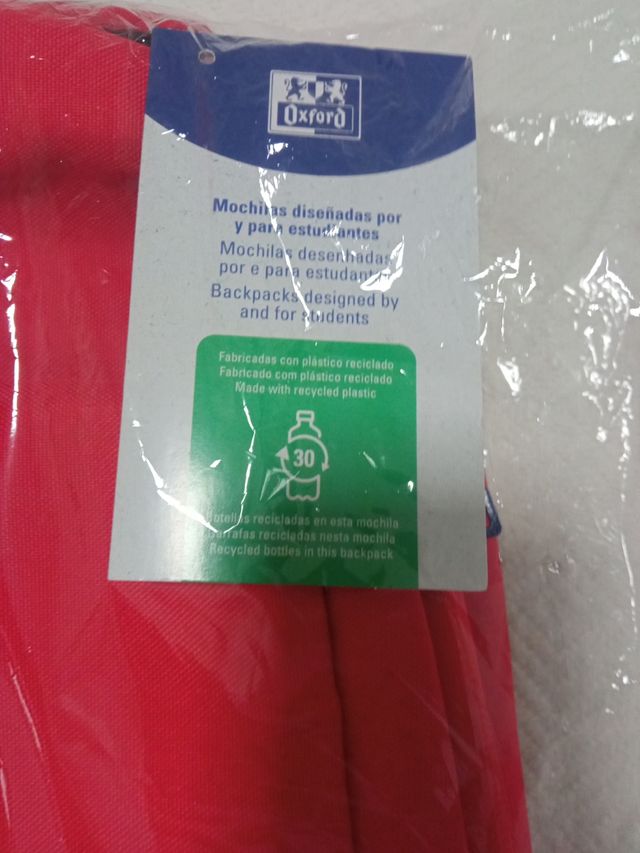 Oxford
Mochilas diseñadas por
y para estudiantes
Mochilas desenhadas
por e para estudantes
Backpacks designed by
and for students
Fabricadas con plástico reciclado
Fabricado com plástico reciclado
Made with recycled plastic
30
Botellas recicladas en esta mochila
Garrafas recicladas nesta mochila
Recycled bottles in this backpack